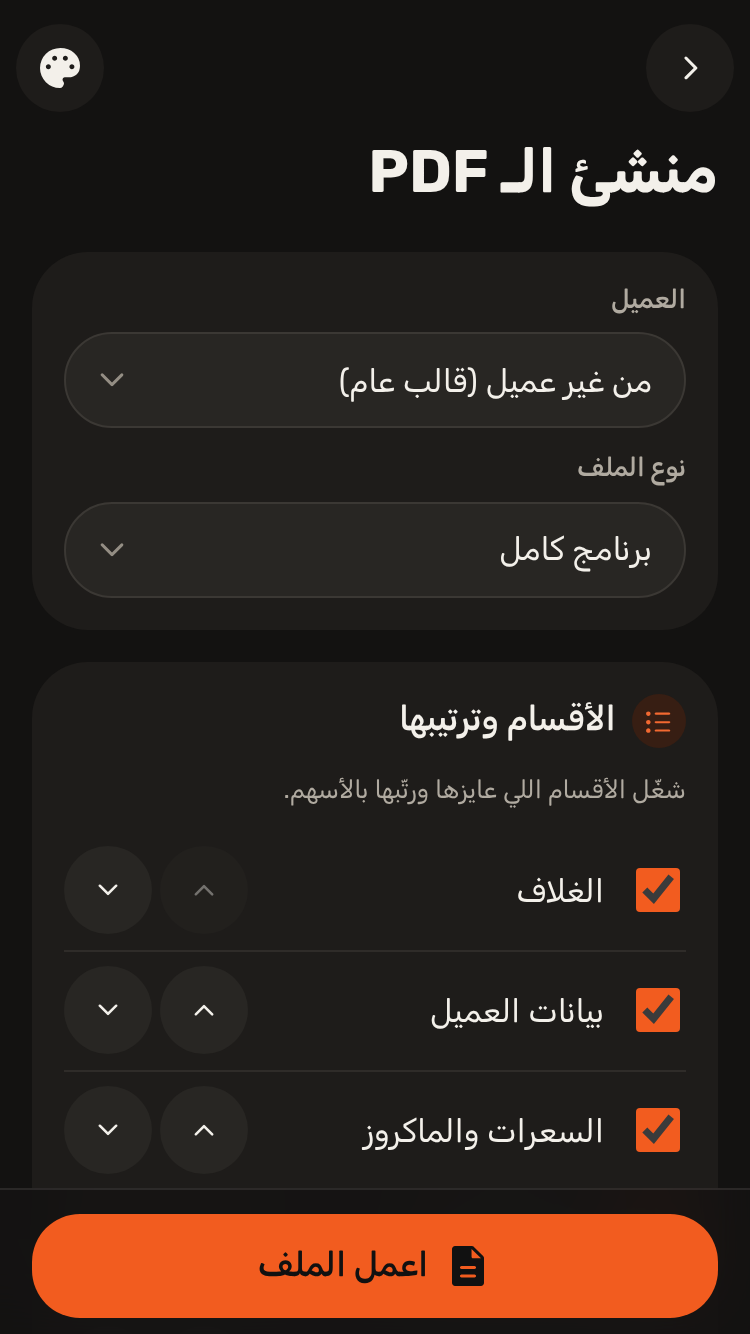 منشئ الـ PDF
العميل
من غير عميل (قالب عام)
نوع الملف
برنامج كامل
الأقسام وترتيبها
شغّل الأقسام اللي عايزها ورتّبها بالأسهم.
الغلاف
بيانات العميل
السعرات والماكروز
اعمل الملف